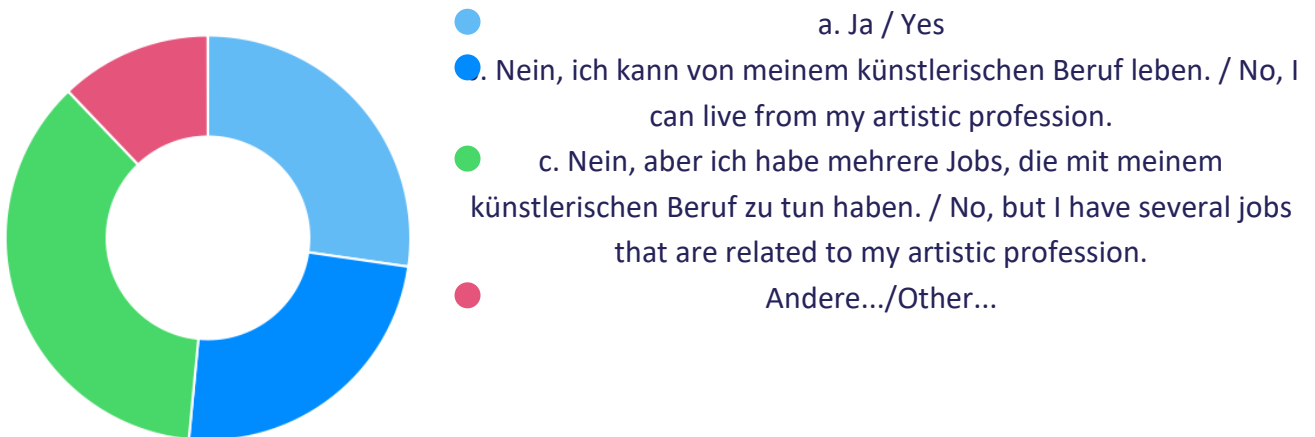 a. Ja / Yes
. Nein, ich kann von meinem künstlerischen Beruf leben. / No, I
can live from my artistic profession.
c. Nein, aber ich habe mehrere Jobs, die mit meinem
künstlerischen Beruf zu tun haben. / No, but I have several jobs
that are related to my artistic profession.
Andere.../Other...